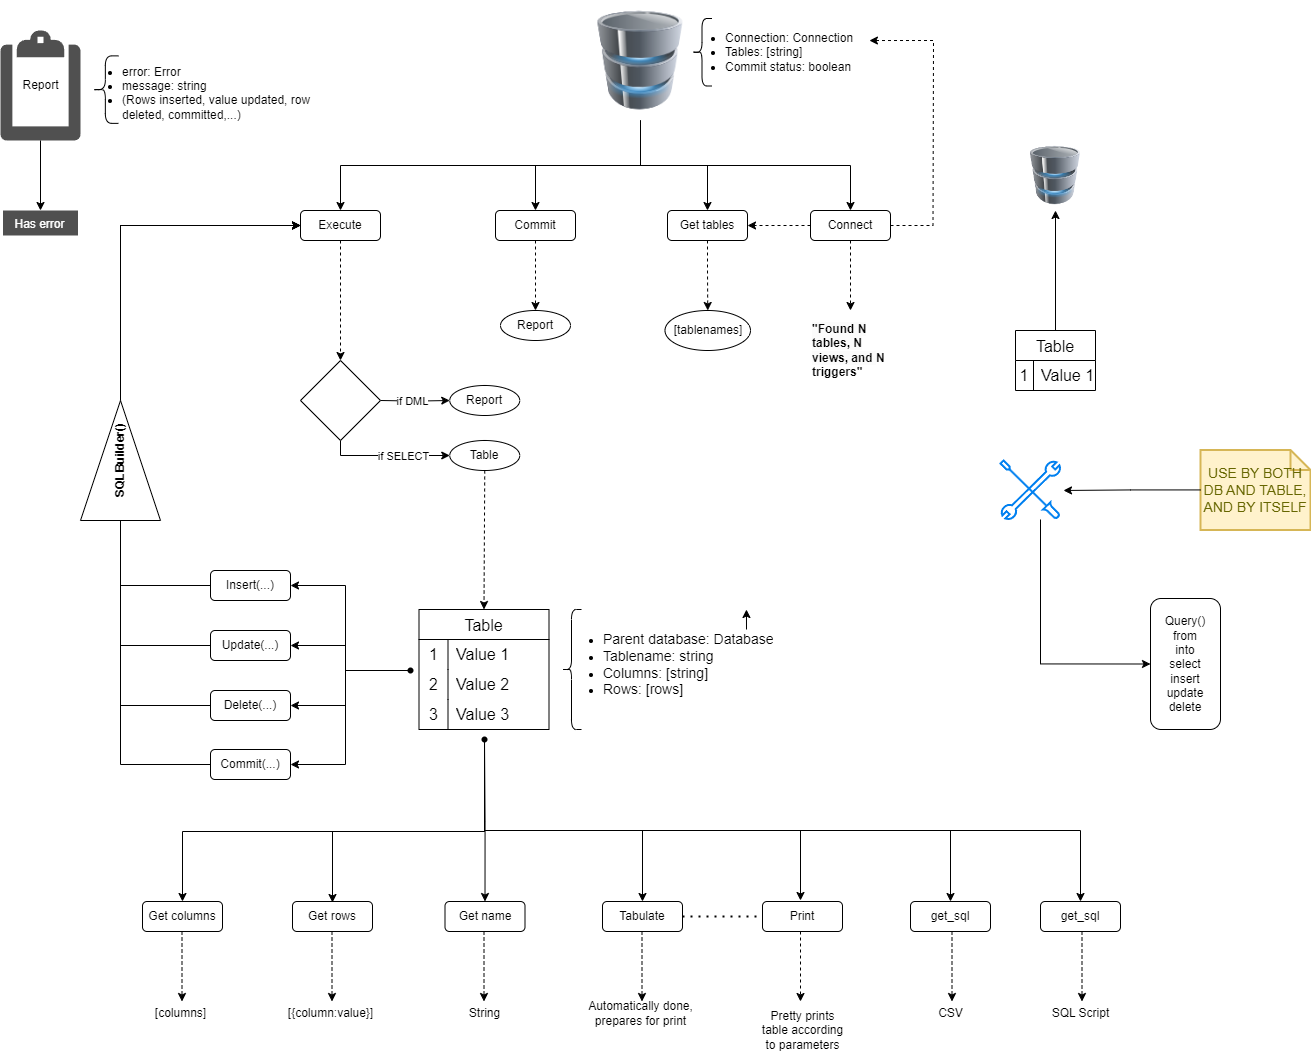 Report
error: Error
message: string
(Rows inserted, value updated, row
deleted, committed,...)
Has error
Connection: Connection
Tables: [string]
Commit status: boolean
Execute
Commit
Get tables
Connect
Report
[tablenames]
"Found N
tables, N
views, and N
triggers"
if DML
Report
if SELECT
Table
SQLBuilder()
Insert(...)
Update(...)
Delete(...)
Commit(...)
Table
1 Value 1
2 Value 2
3 Value 3
Parent database: Database
Tablename: string
Columns: [string]
Rows: [rows]
Table
1 Value 1
USE BY BOTH
DB AND TABLE,
AND BY ITSELF
Query()
from
into
select
insert
update
delete
Get columns
Get rows
Get name
Tabulate
Print
get_sql
get_sql
[columns]
[{column:value}]
String
Automatically done,
prepares for print
Pretty prints
table according
to parameters
CSV
SQL Script